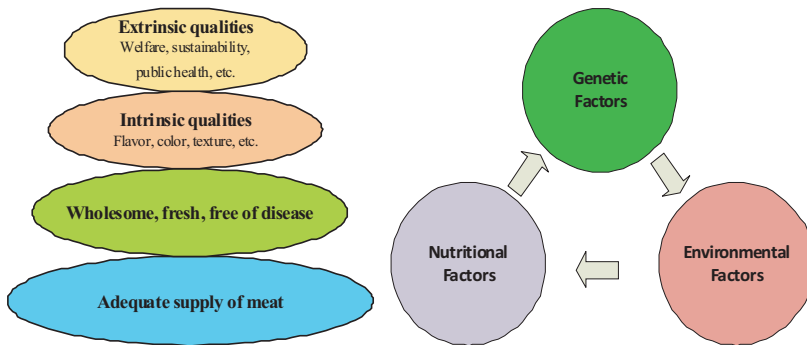 Extrinsic qualities
Welfare, sustainability,
public health, etc.
Intrinsic qualities
Flavor, color, texture, etc.
Wholesome, fresh, free of disease
Adequate supply of meat
Genetic
Factors
Nutritional
Factors
Environmental
Factors